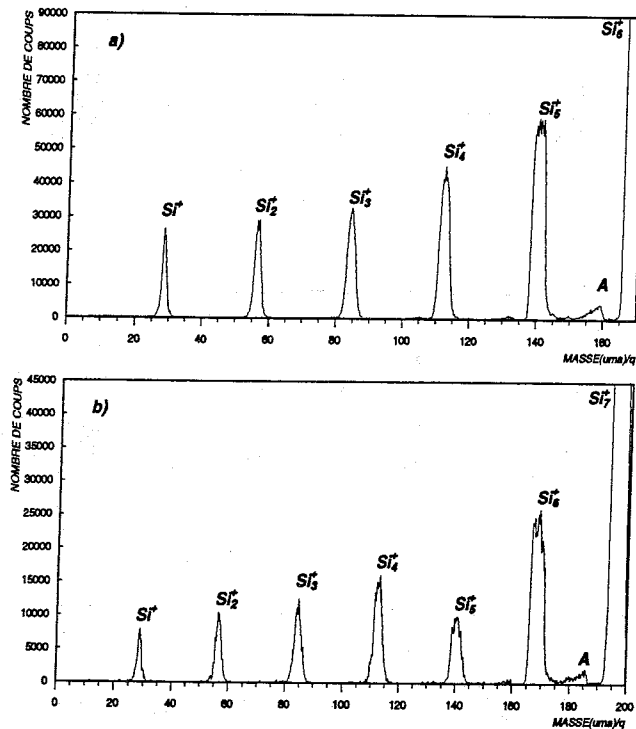 NOMBRE DE COUPS
90000
80000
70000
60000
50000
40000
30000
20000
10000
0
a)
Si⁺
Si₂⁺
Si₃⁺
Si₄⁺
Si₅⁺
A
Si₆⁺
0 20 40 60 80 100 120 140 160
MASSE(uma)/q
NOMBRE DE COUPS
45000
40000
35000
30000
25000
20000
15000
10000
5000
0
b)
Si⁺
Si₂⁺
Si₃⁺
Si₄⁺
Si₅⁺
Si₆⁺
A
Si₇⁺
0 20 40 60 80 100 120 140 160 180 200
MASSE(uma)/q